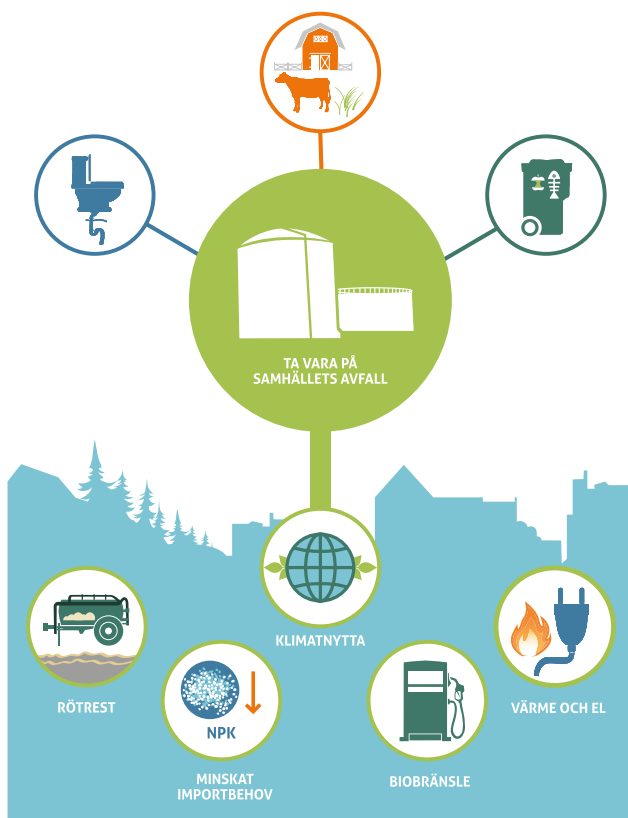 TA VARA PÅ
SAMHÄLLETS AVFALL
KLIMATNYTTA
RÖTREST
NPK
MINSKAT
IMPORTBEHOV
BIOBRÄNSLE
VÄRME OCH EL